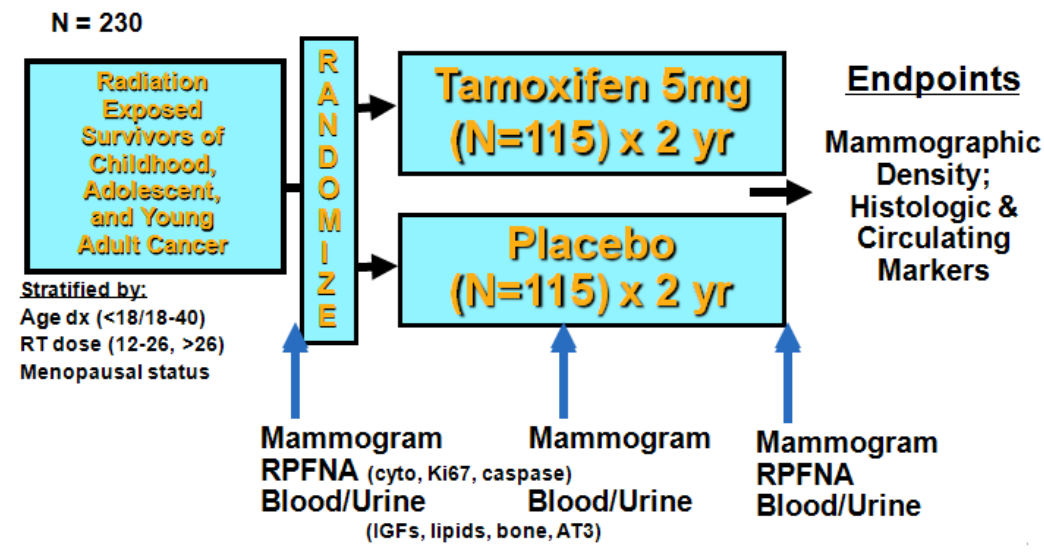 N = 230
Radiation
Exposed
Survivors of
Childhood,
Adolescent,
and Young
Adult Cancer
Stratified by:
Age dx (<18/18-40)
RT dose (12-26, >26)
Menopausal status
RANDOMIZE
Tamoxifen 5mg
(N=115) x 2 yr
Placebo
(N=115) x 2 yr
Endpoints
Mammographic
Density;
Histologic &
Circulating
Markers
Mammogram
RPFNA (cyto, Ki67, caspase)
Blood/Urine
(IGFs, lipids, bone, AT3)
Mammogram
Blood/Urine
Mammogram
RPFNA
Blood/Urine